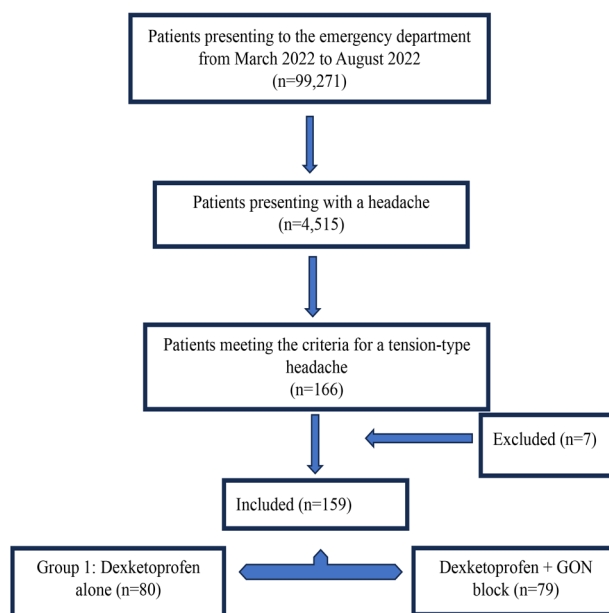 Patients presenting to the emergency department
from March 2022 to August 2022
(n=99,271)
Patients presenting with a headache
(n=4,515)
Patients meeting the criteria for a tension-type
headache
(n=166)
Excluded (n=7)
Included (n=159)
Group 1: Dexketoprofen
alone (n=80)
Dexketoprofen + GON
block (n=79)